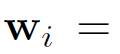 𝐰_i =